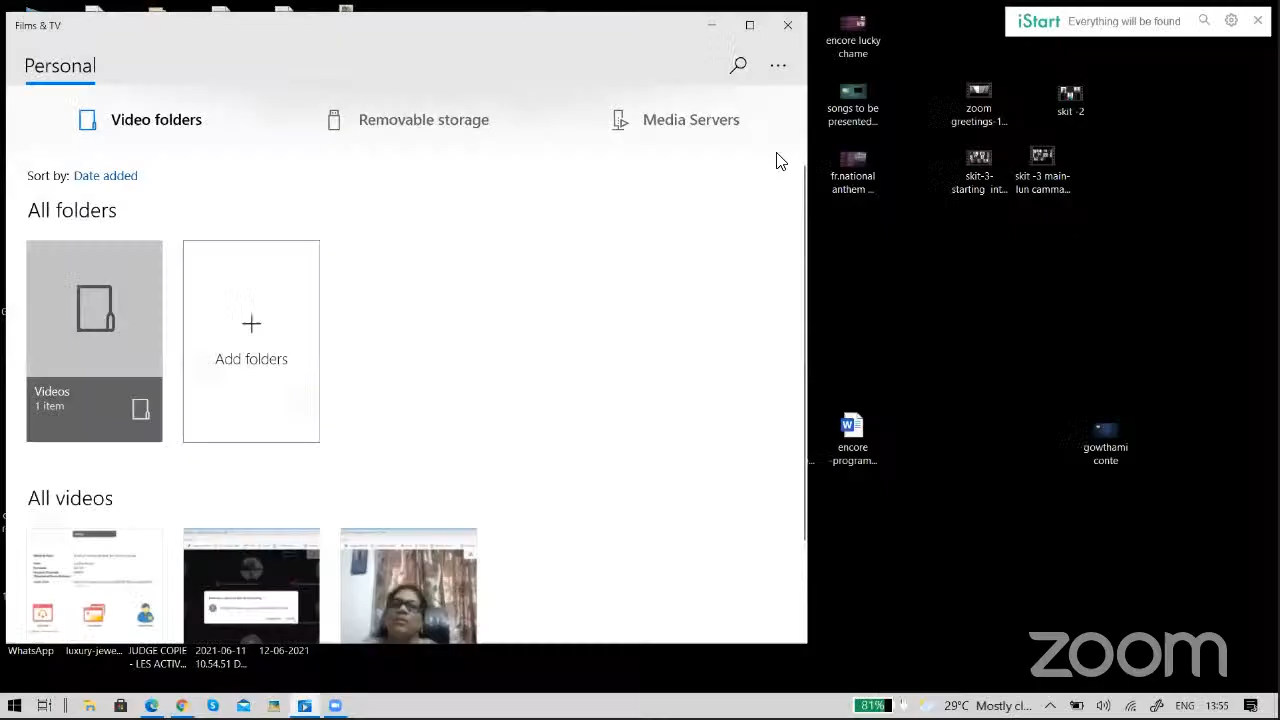 Films & TV
iStart Everything will be found
Personal
Video folders
Removable storage
Media Servers
Sort by: Date added
All folders
Videos
1 item
Add folders
All videos
encore lucky
chame
songs to be
presented...
zoom
greetings-1...
skit -2
fr.national
anthem ...
skit-3-
starting int...
skit -3 main-
lun camma...
encore
-program...
gowthami
conte
WhatsApp
luxury-jewe...
JUDGE COPIE
- LES ACTIV...
2021-06-11
10.54.51 D...
12-06-2021
zoom
81%
29°C Mostly cl...
ENG
13:55